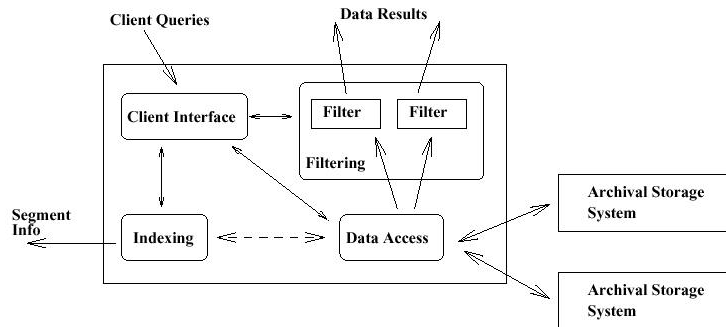 Client Queries
Data Results
Client Interface
Filter
Filter
Filtering
Archival Storage
System
Segment
Info
Indexing
Data Access
Archival Storage
System